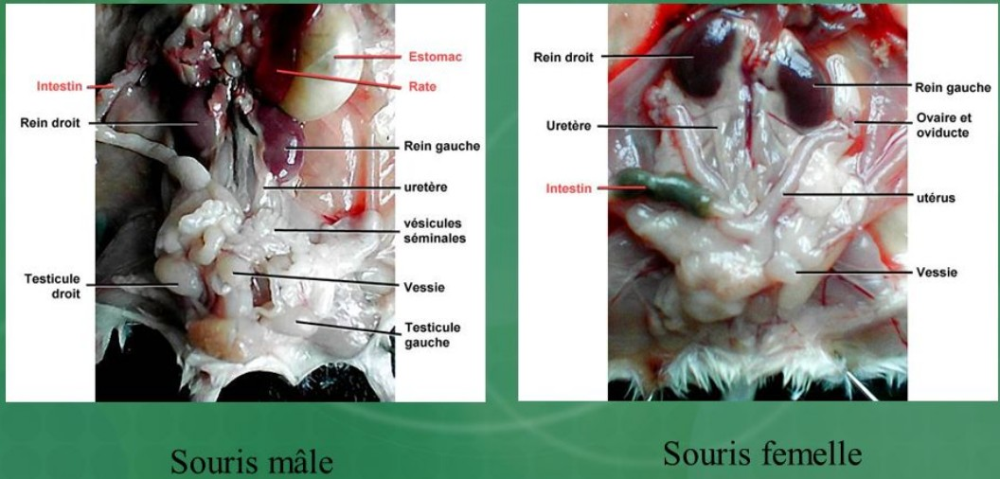 Estomac
Rate
Intestin
Rein droit
Rein gauche
uretère
vésicules
séminales
Testicule
droit
Vessie
Testicule
gauche
Souris mâle
Rein droit
Rein gauche
Uretère
Ovaire et
oviducte
Intestin
utérus
Vessie
Souris femelle